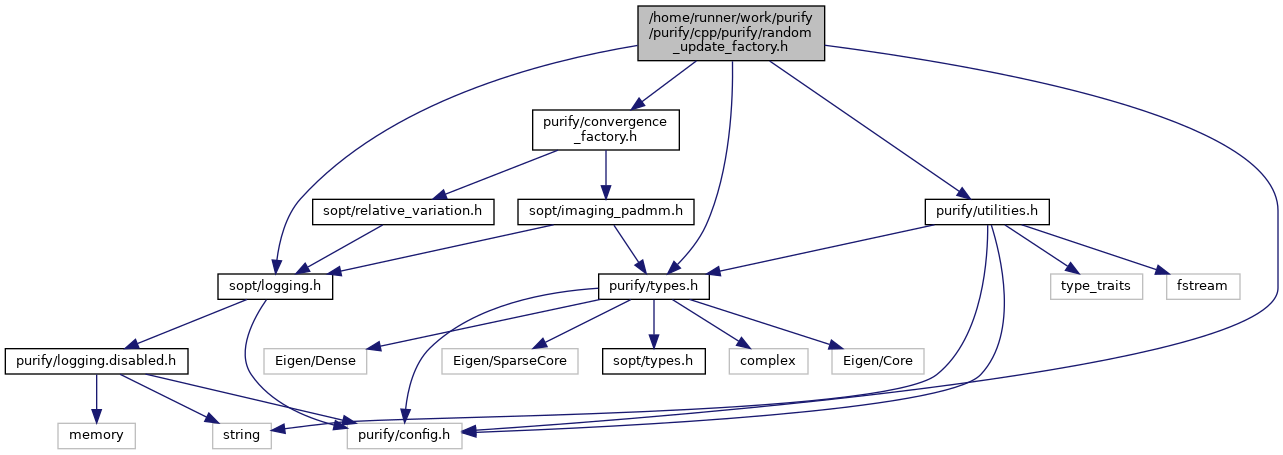 /home/runner/work/purify
/purify/cpp/purify/random
_update_factory.h
purify/convergence
_factory.h
sopt/relative_variation.h
sopt/imaging_padmm.h
purify/utilities.h
sopt/logging.h
purify/types.h
type_traits
fstream
purify/logging.disabled.h
Eigen/Dense
Eigen/SparseCore
sopt/types.h
complex
Eigen/Core
memory
string
purify/config.h